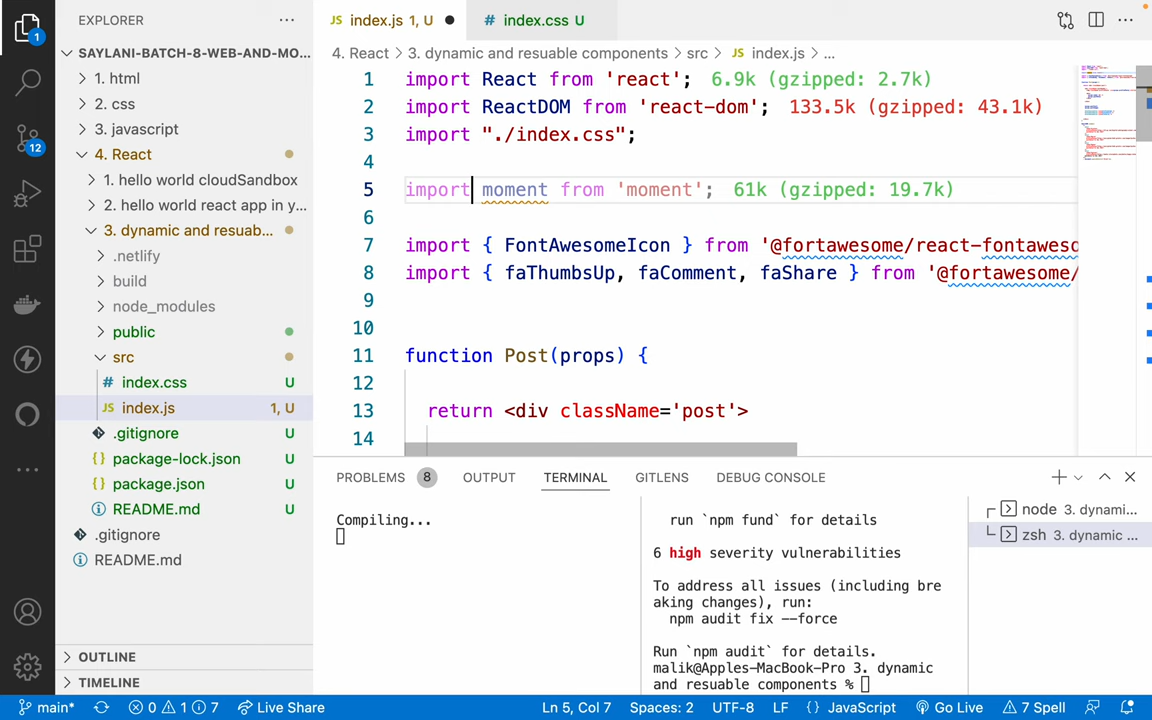 EXPLORER
index.js 1, U
index.css U
SAYLANI-BATCH-8-WEB-AND-MO...
4. React > 3. dynamic and resuable components > src > JS index.js > ...
1. html
2. css
3. javascript
4. React
1. hello world cloudSandbox
2. hello world react app in y...
3. dynamic and resuab...
.netlify
build
node_modules
public
src
# index.css U
JS index.js 1, U
.gitignore U
{} package-lock.json U
{} package.json U
README.md U
.gitignore
README.md
OUTLINE
TIMELINE
1 import React from 'react'; 6.9k (gzipped: 2.7k)
2 import ReactDOM from 'react-dom'; 133.5k (gzipped: 43.1k)
3 import "./index.css";
4
5 import moment from 'moment'; 61k (gzipped: 19.7k)
6
7 import { FontAwesomeIcon } from '@fortawesome/react-fontaweso
8 import { faThumbsUp, faComment, faShare } from '@fortawesome/
9
10
11 function Post(props) {
12
13 return <div className='post'>
14
PROBLEMS 8 OUTPUT TERMINAL GITLENS DEBUG CONSOLE
Compiling...
run `npm fund` for details
6 high severity vulnerabilities
To address all issues (including bre
aking changes), run:
npm audit fix --force
Run `npm audit` for details.
malik@Apples-MacBook-Pro 3. dynamic
and resuable components %
node 3. dynami...
zsh 3. dynamic ...
1
12
main* 0 1 7 Live Share Ln 5, Col 7 Spaces: 2 UTF-8 LF {} JavaScript Go Live 7 Spell